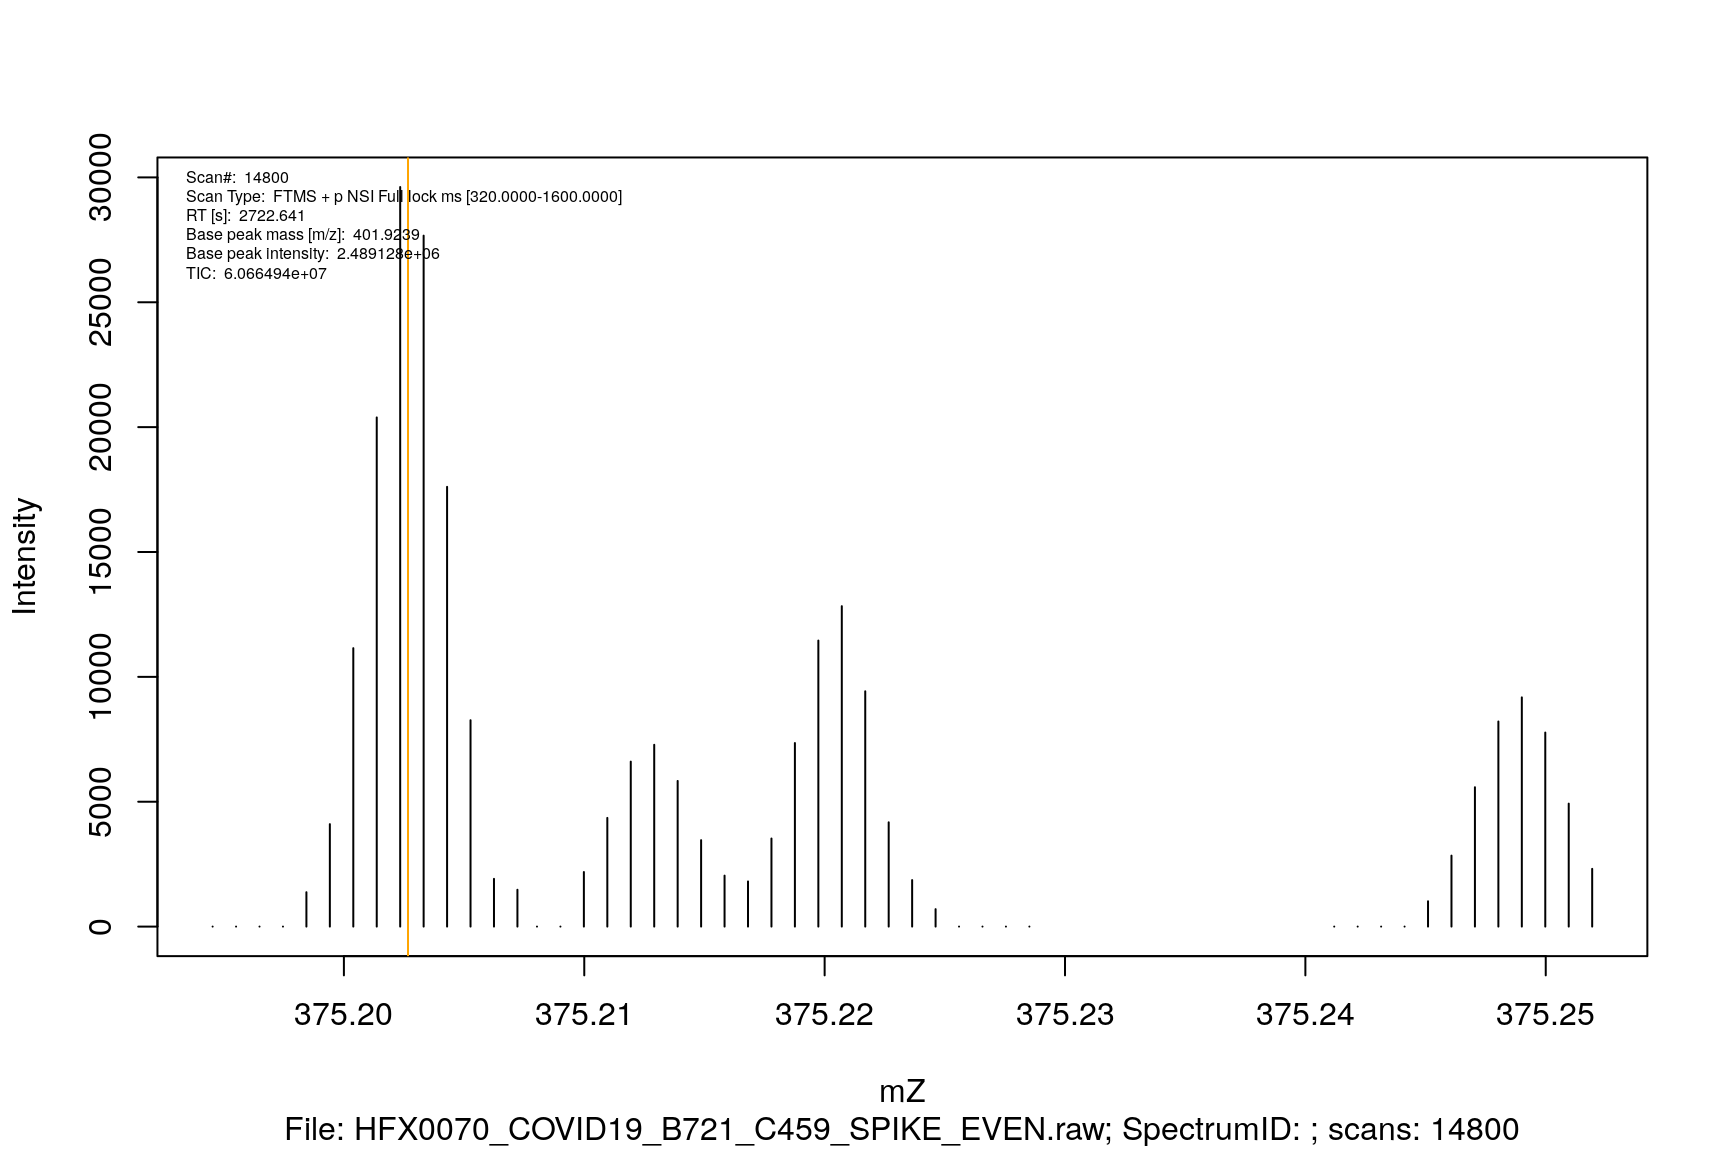 Scan#: 14800
Scan Type: FTMS + p NSI Full lock ms [320.0000-1600.0000]
RT [s]: 2722.641
Base peak mass [m/z]: 401.9239
Base peak intensity: 2.489128e+06
TIC: 6.066494e+07
30000
25000
20000
15000
10000
5000
0
Intensity
375.20 375.21 375.22 375.23 375.24 375.25
mZ
File: HFX0070_COVID19_B721_C459_SPIKE_EVEN.raw; SpectrumID: ; scans: 14800